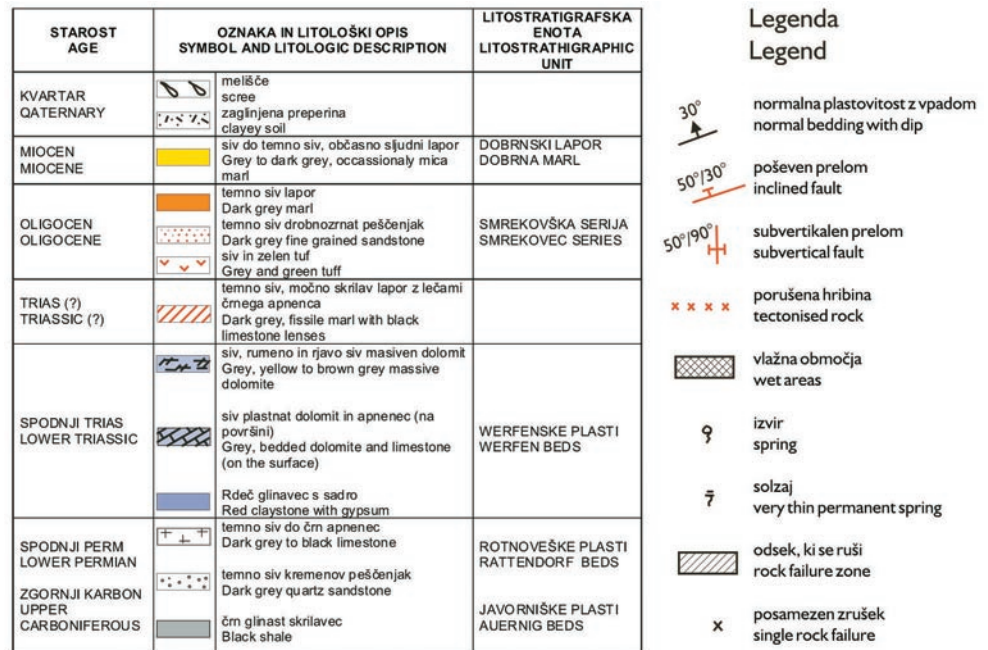 STAROST
AGE
OZNAKA IN LITOLOŠKI OPIS
SYMBOL AND LITOLOGIC DESCRIPTION
LITOSTRATIGRAFSKA
ENOTA
LITOSTRATHIGRAPHIC
UNIT
KVARTAR
QATERNARY
melišče
scree
zaglinjena preperina
clayey soil
MIOCEN
MIOCENE
siv do temno siv, občasno sljudni lapor
Grey to dark grey, occassionaly mica
marl
DOBRNSKI LAPOR
DOBRNA MARL
OLIGOCEN
OLIGOCENE
temno siv lapor
Dark grey marl
temno siv drobnozrnat peščenjak
Dark grey fine grained sandstone
siv in zelen tuf
Grey and green tuff
SMREKOVŠKA SERIJA
SMREKOVEC SERIES
TRIAS (?)
TRIASSIC (?)
temno siv, močno skrilav lapor z lečami
črnega apnenca
Dark grey, fissile marl with black
limestone lenses
SPODNJI TRIAS
LOWER TRIASSIC
siv, rumeno in rjavo siv masiven dolomit
Grey, yellow to brown grey massive
dolomite
siv plastnat dolomit in apnenec (na
površini)
Grey, bedded dolomite and limestone
(on the surface)
Rdeč glinavec s sadro
Red claystone with gypsum
WERFENSKE PLASTI
WERFEN BEDS
SPODNJI PERM
LOWER PERMIAN
ZGORNJI KARBON
UPPER
CARBONIFEROUS
temno siv do črn apnenec
Dark grey to black limestone
temno siv kremenov peščenjak
Dark grey quartz sandstone
črn glinast skrilavec
Black shale
ROTNOVEŠKE PLASTI
RATTENDORF BEDS
JAVORNIŠKE PLASTI
AUERNIG BEDS
Legenda
Legend
30°
normalna plastovitost z vpadom
normal bedding with dip
50°/30°
poševen prelom
inclined fault
50°/90°
subvertikalen prelom
subvertical fault
porušena hribina
tectonised rock
vlažna območja
wet areas
izvir
spring
solzaj
very thin permanent spring
odsek, ki se ruši
rock failure zone
posamezen zrušek
single rock failure